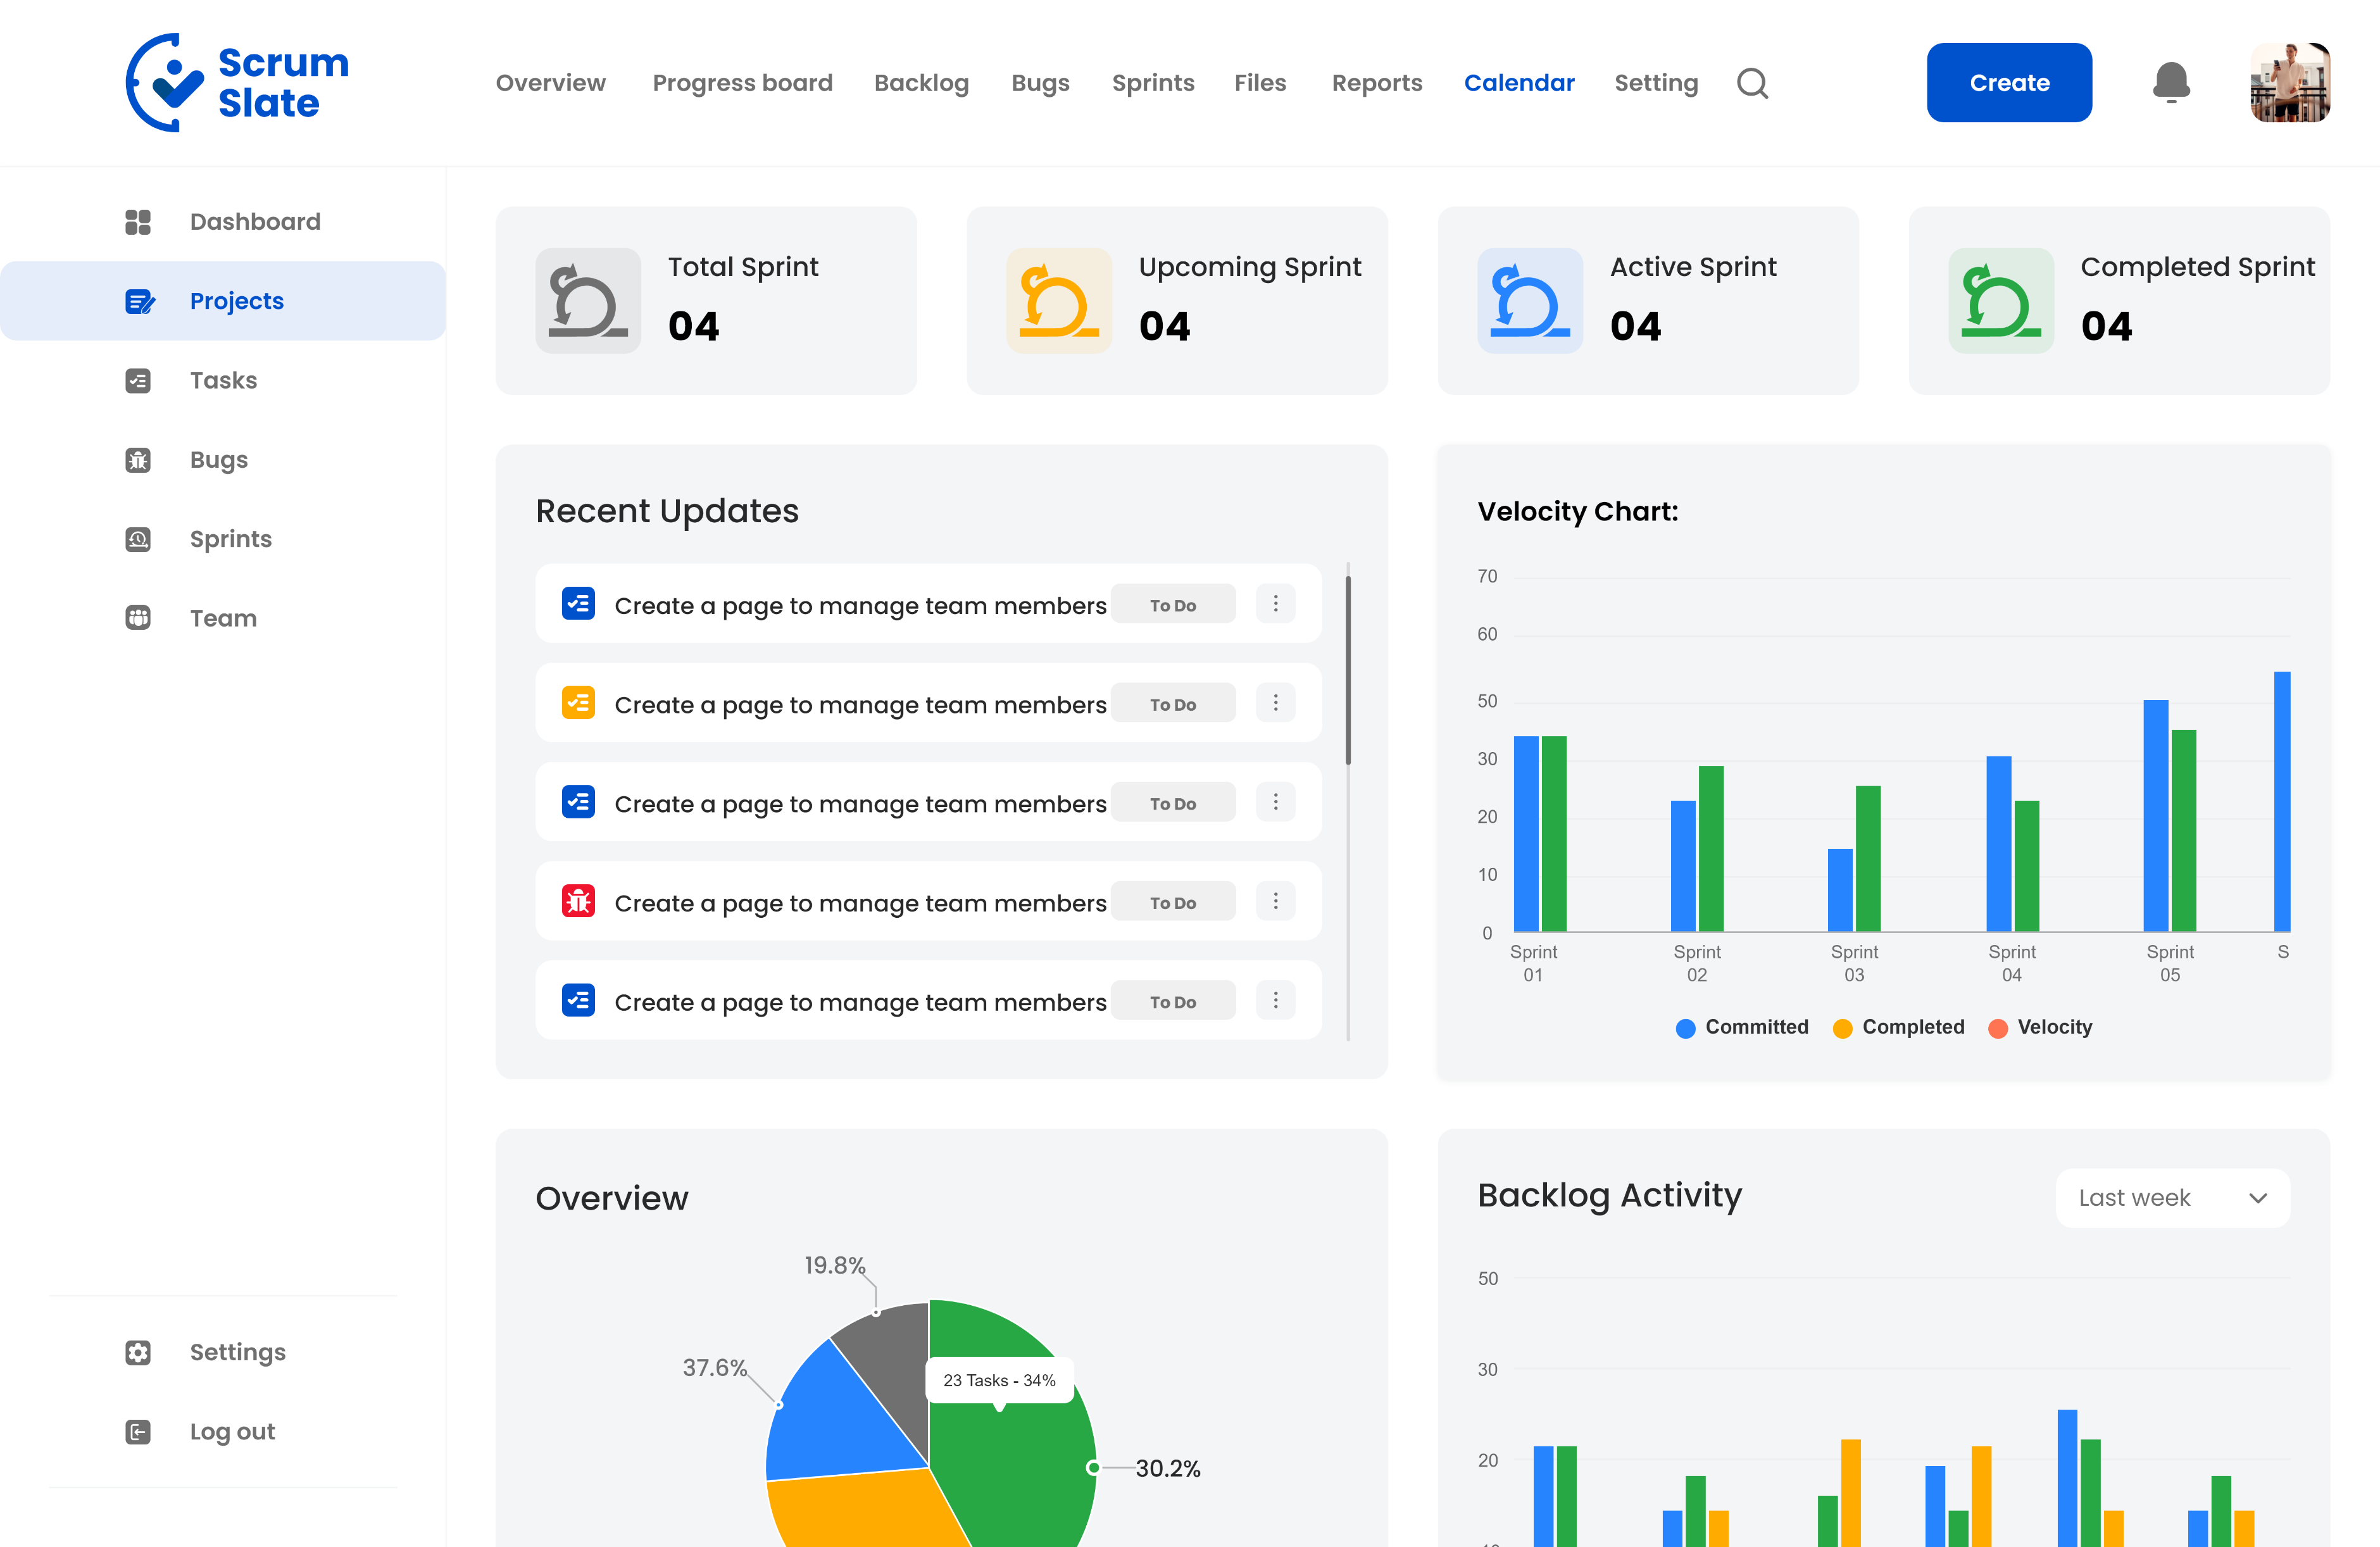 Scrum
Slate
Overview
Progress board
Backlog
Bugs
Sprints
Files
Reports
Calendar
Setting
Create
Dashboard
Projects
Tasks
Bugs
Sprints
Team
Settings
Log out
Total Sprint
04
Upcoming Sprint
04
Active Sprint
04
Completed Sprint
04
Recent Updates
Create a page to manage team members To Do
Create a page to manage team members To Do
Create a page to manage team members To Do
Create a page to manage team members To Do
Create a page to manage team members To Do
Velocity Chart:
70
60
50
30
20
10
0
Sprint
01
Sprint
02
Sprint
03
Sprint
04
Sprint
05
S
Committed
Completed
Velocity
Overview
19.8%
37.6%
23 Tasks - 34%
30.2%
Backlog Activity
Last week
50
30
20